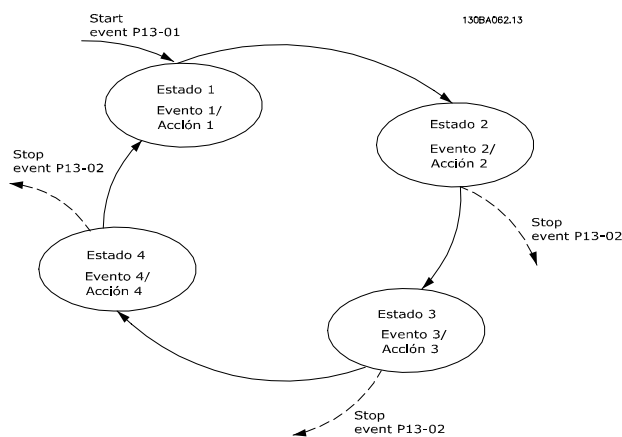 Start
event P13-01
130BA062.13
Estado 1
Evento 1/
Acción 1
Estado 2
Evento 2/
Acción 2
Stop
event P13-02
Stop
event P13-02
Estado 4
Evento 4/
Acción 4
Estado 3
Evento 3/
Acción 3
Stop
event P13-02